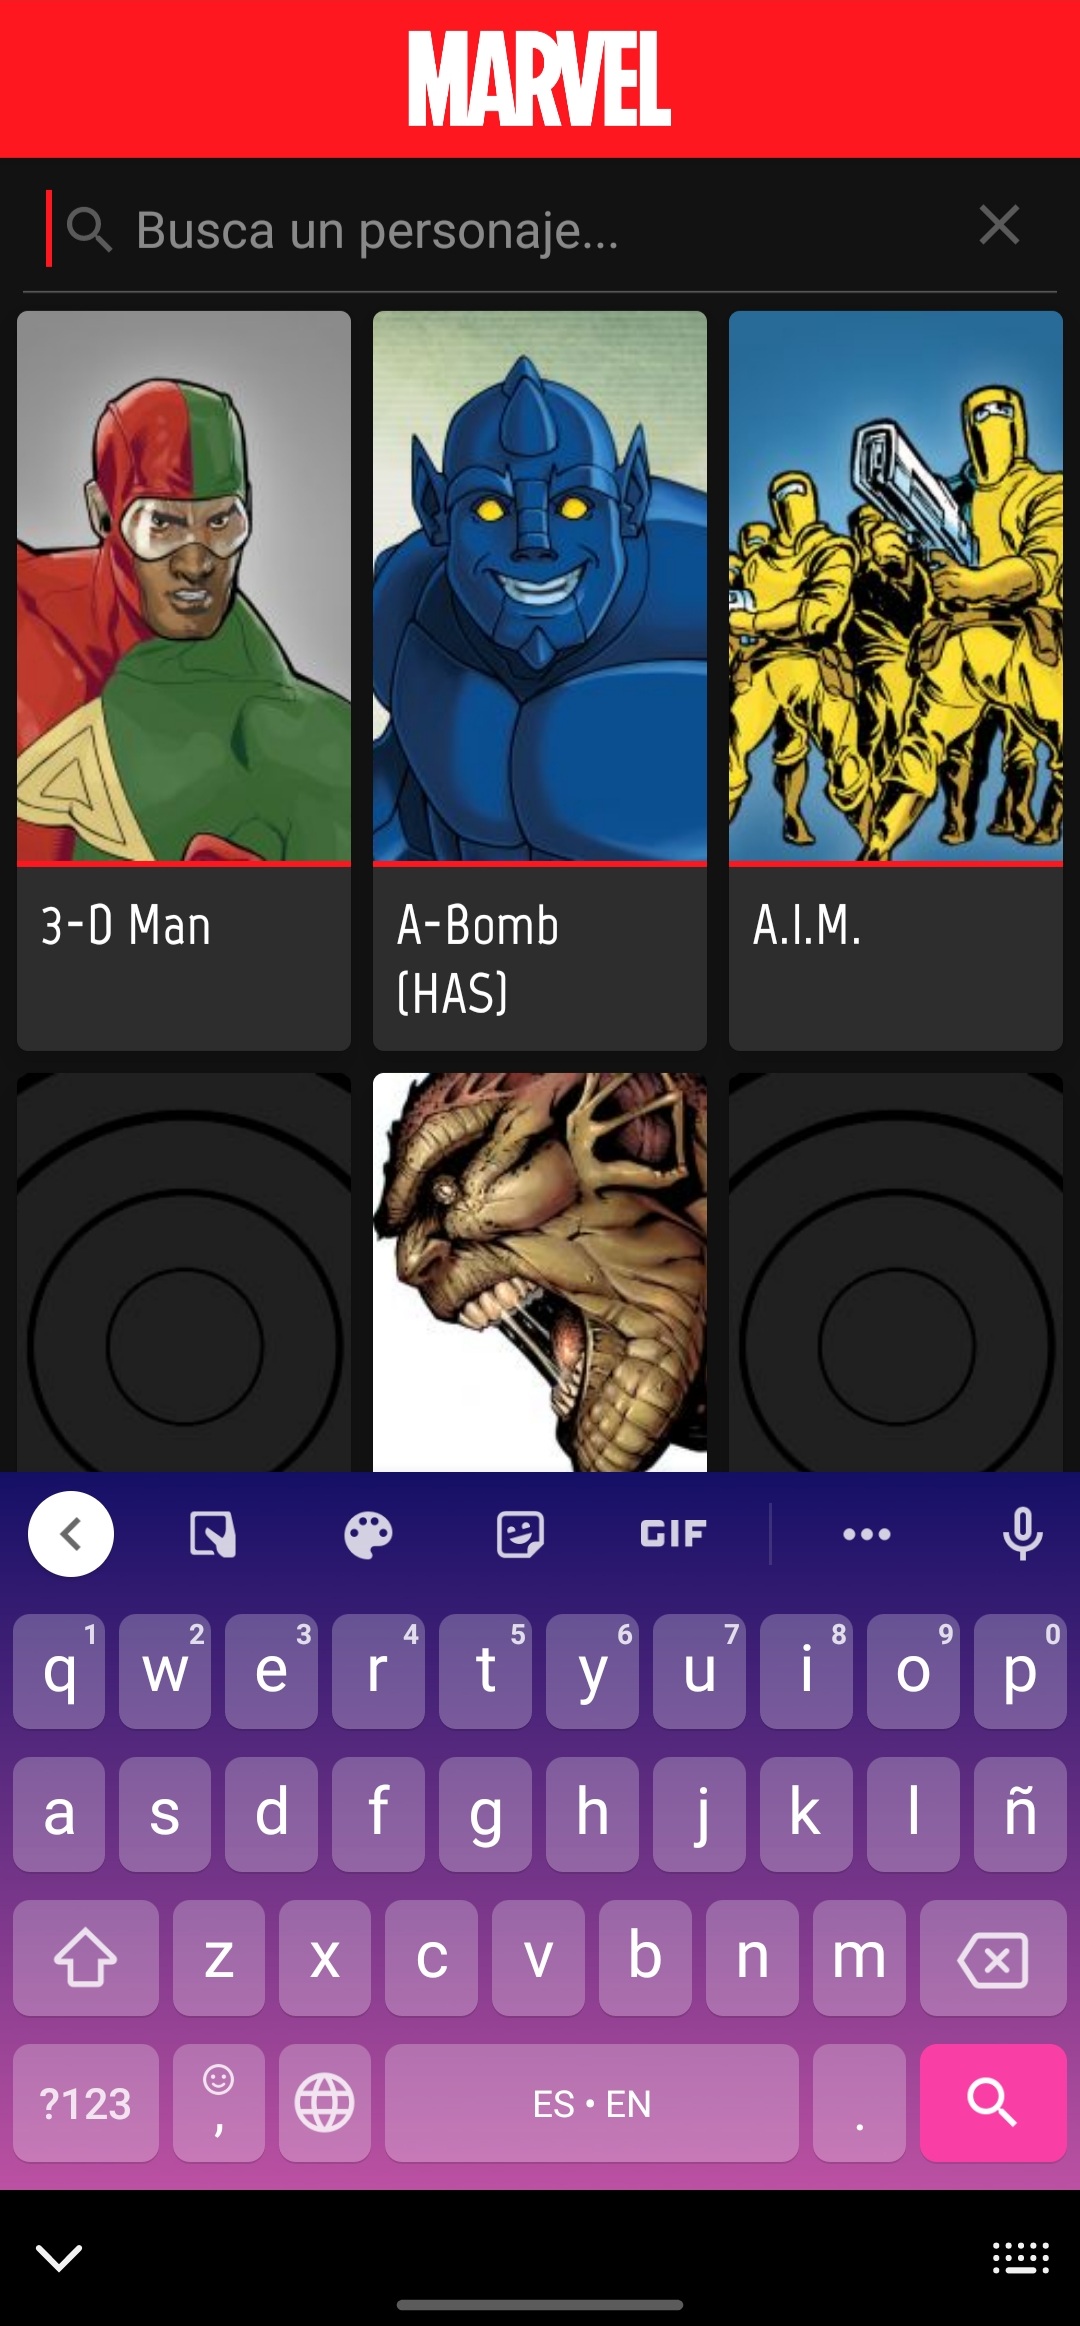 MARVEL
Busca un personaje...
3-D Man
A-Bomb
(HAS)
A.I.M.
GIF
1 2 3 4 5 6 7 8 9 0
q w e r t y u i o p
a s d f g h j k l ñ
z x c v b n m
?123 , ES • EN .